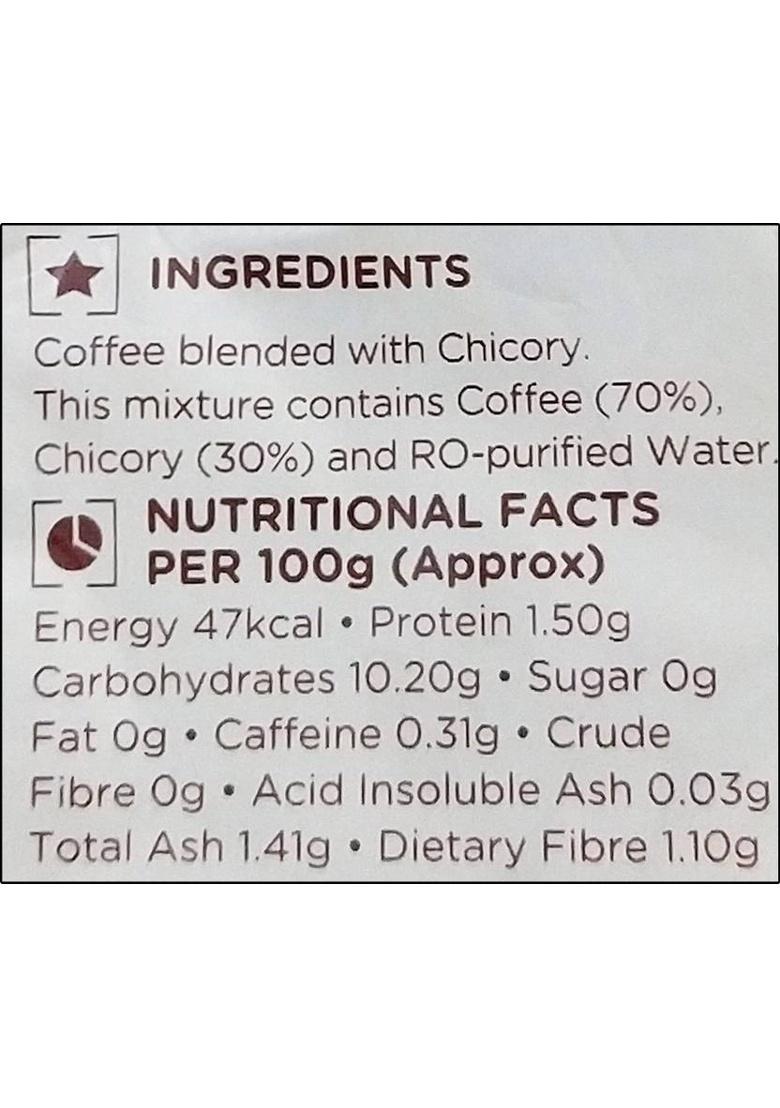 INGREDIENTS
Coffee blended with Chicory.
This mixture contains Coffee (70%),
Chicory (30%) and RO-purified Water.
NUTRITIONAL FACTS
PER 100g (Approx)
Energy 47kcal • Protein 1.50g
Carbohydrates 10.20g • Sugar 0g
Fat 0g • Caffeine 0.31g • Crude
Fibre 0g • Acid Insoluble Ash 0.03g
Total Ash 1.41g • Dietary Fibre 1.10g